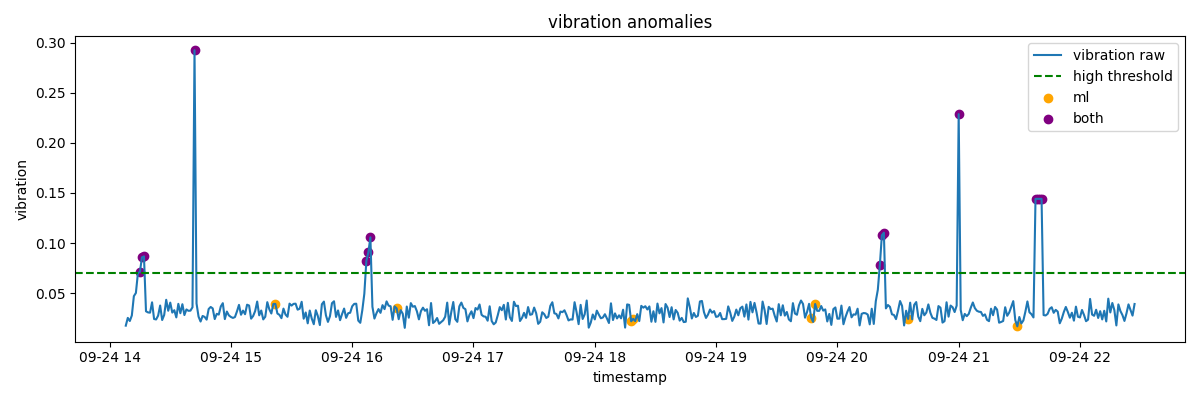 vibration anomalies
0.30
0.25
0.20
0.15
0.10
0.05
vibration
vibration raw
high threshold
ml
both
09-24 14
09-24 15
09-24 16
09-24 17
09-24 18
09-24 19
09-24 20
09-24 21
09-24 22
timestamp